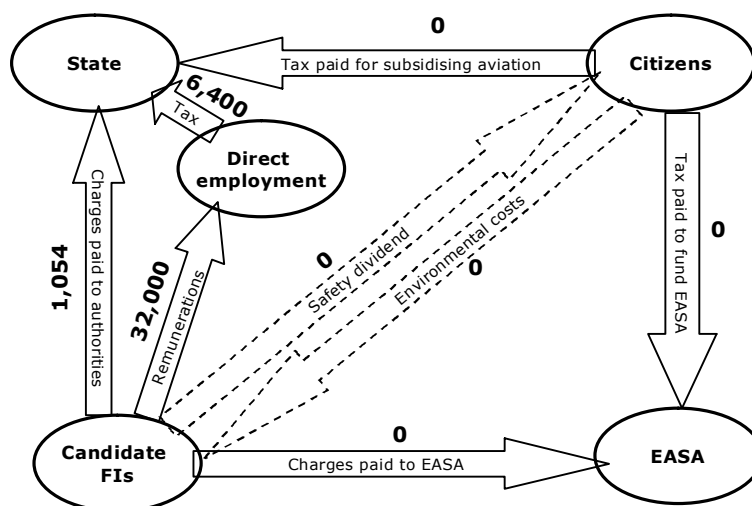 0
State
Tax paid for subsidising aviation
Citizens
6,400
Tax
Direct
employment
Charges paid to authorities
1,054
32,000
Remunerations
0
Safety dividend
Environmental costs
0
Tax paid to fund EASA
0
Candidate
FIs
0
Charges paid to EASA
EASA